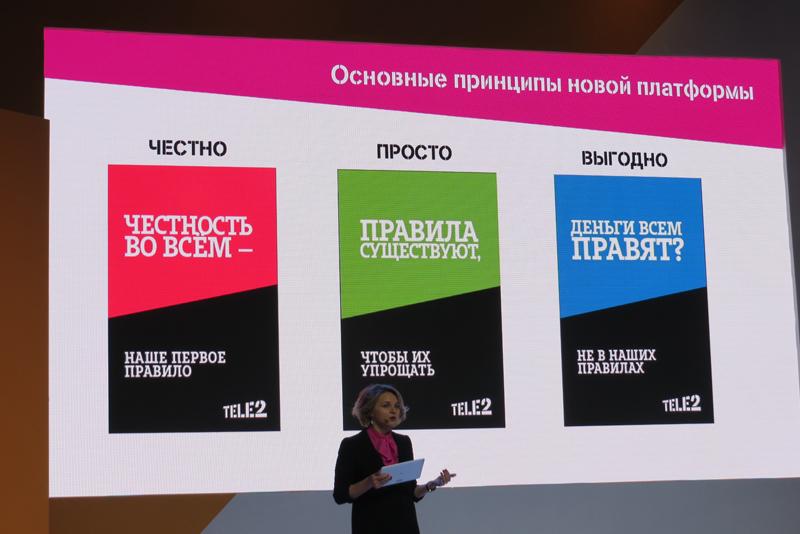 Основные принципы новой платформы
ЧЕСТНО
ЧЕСТНОСТЬ
ВО ВСЁМ –
НАШЕ ПЕРВОЕ
ПРАВИЛО
TELE2
ПРОСТО
ПРАВИЛА
СУЩЕСТВУЮТ,
ЧТОБЫ ИХ
УПРОЩАТЬ
TELE2
ВЫГОДНО
ДЕНЬГИ ВСЕМ
ПРАВЯТ?
НЕ В НАШИХ
ПРАВИЛАХ
TELE2